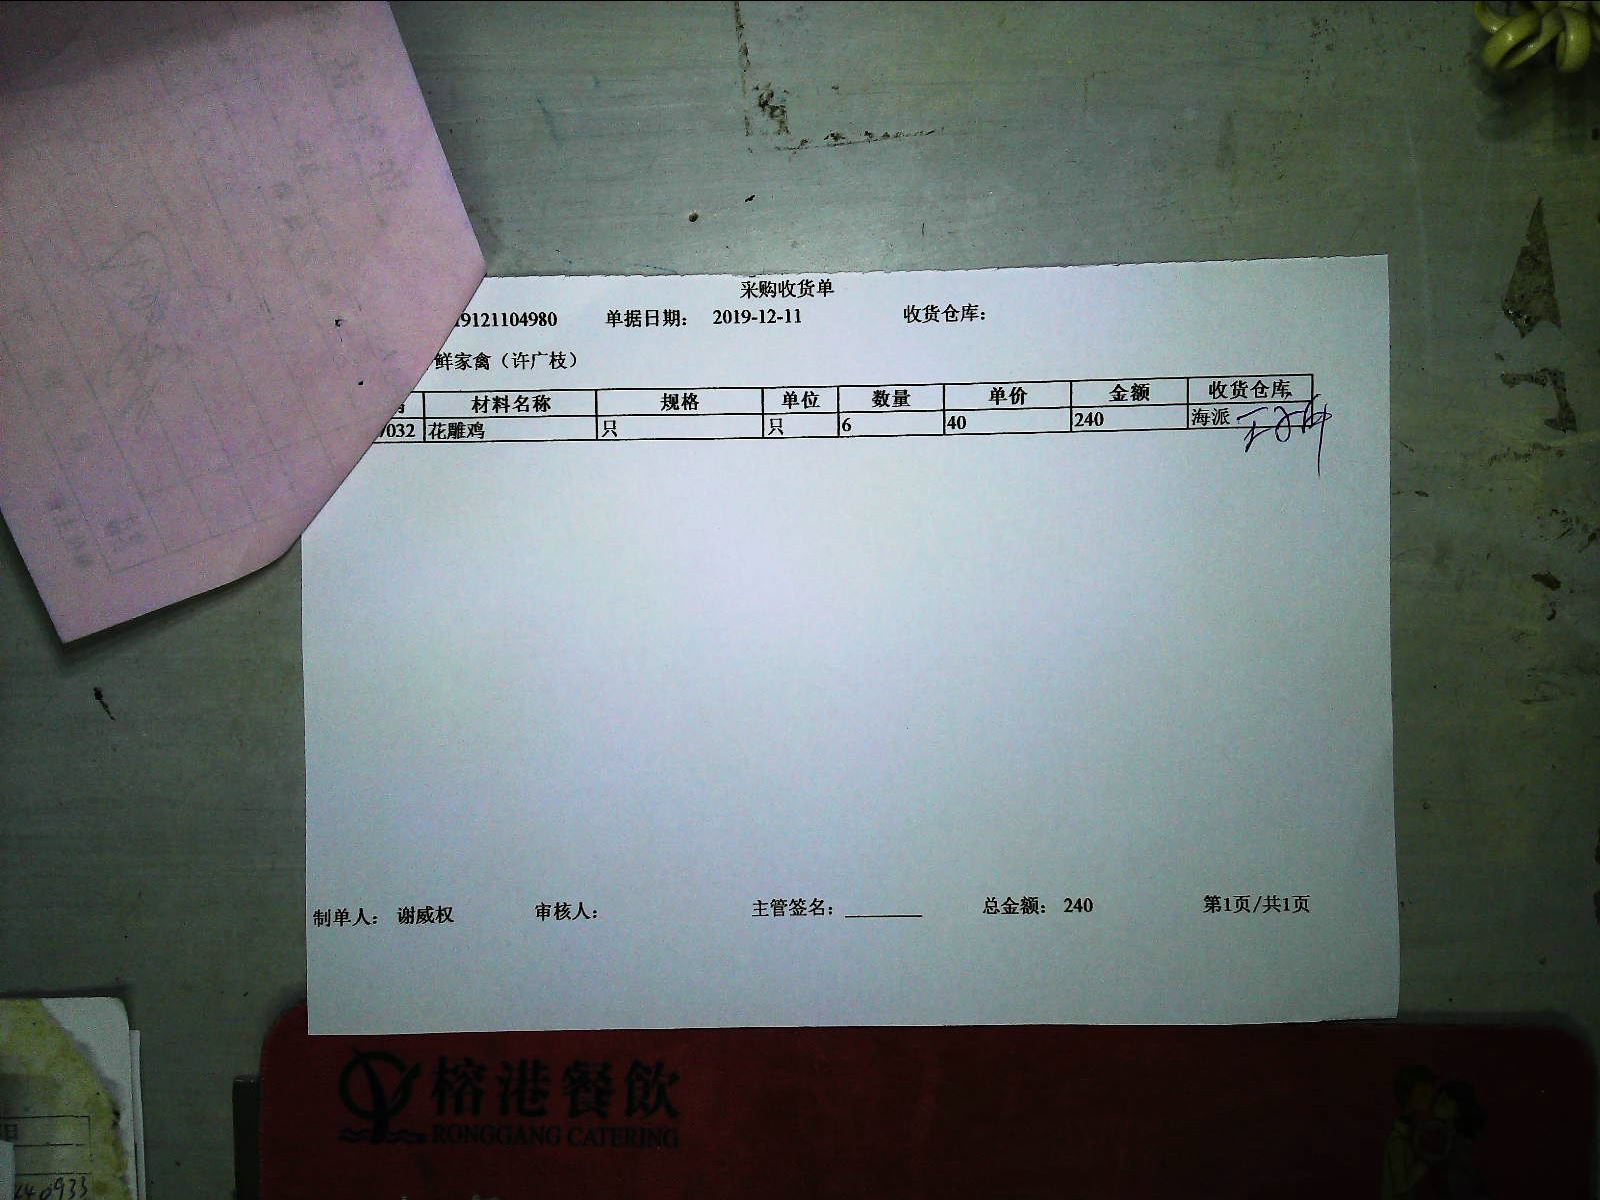 采购收货单
19121104980 单据日期： 2019-12-11 收货仓库：
鲜家禽（许广枝）
材料名称 规格 单位 数量 单价 金额 收货仓库
7032 花雕鸡 只 只 6 40 240 海派
制单人： 谢威权 审核人： 主管签名： 总金额： 240 第1页/共1页
榕港餐飲
RONGGANG CATERING